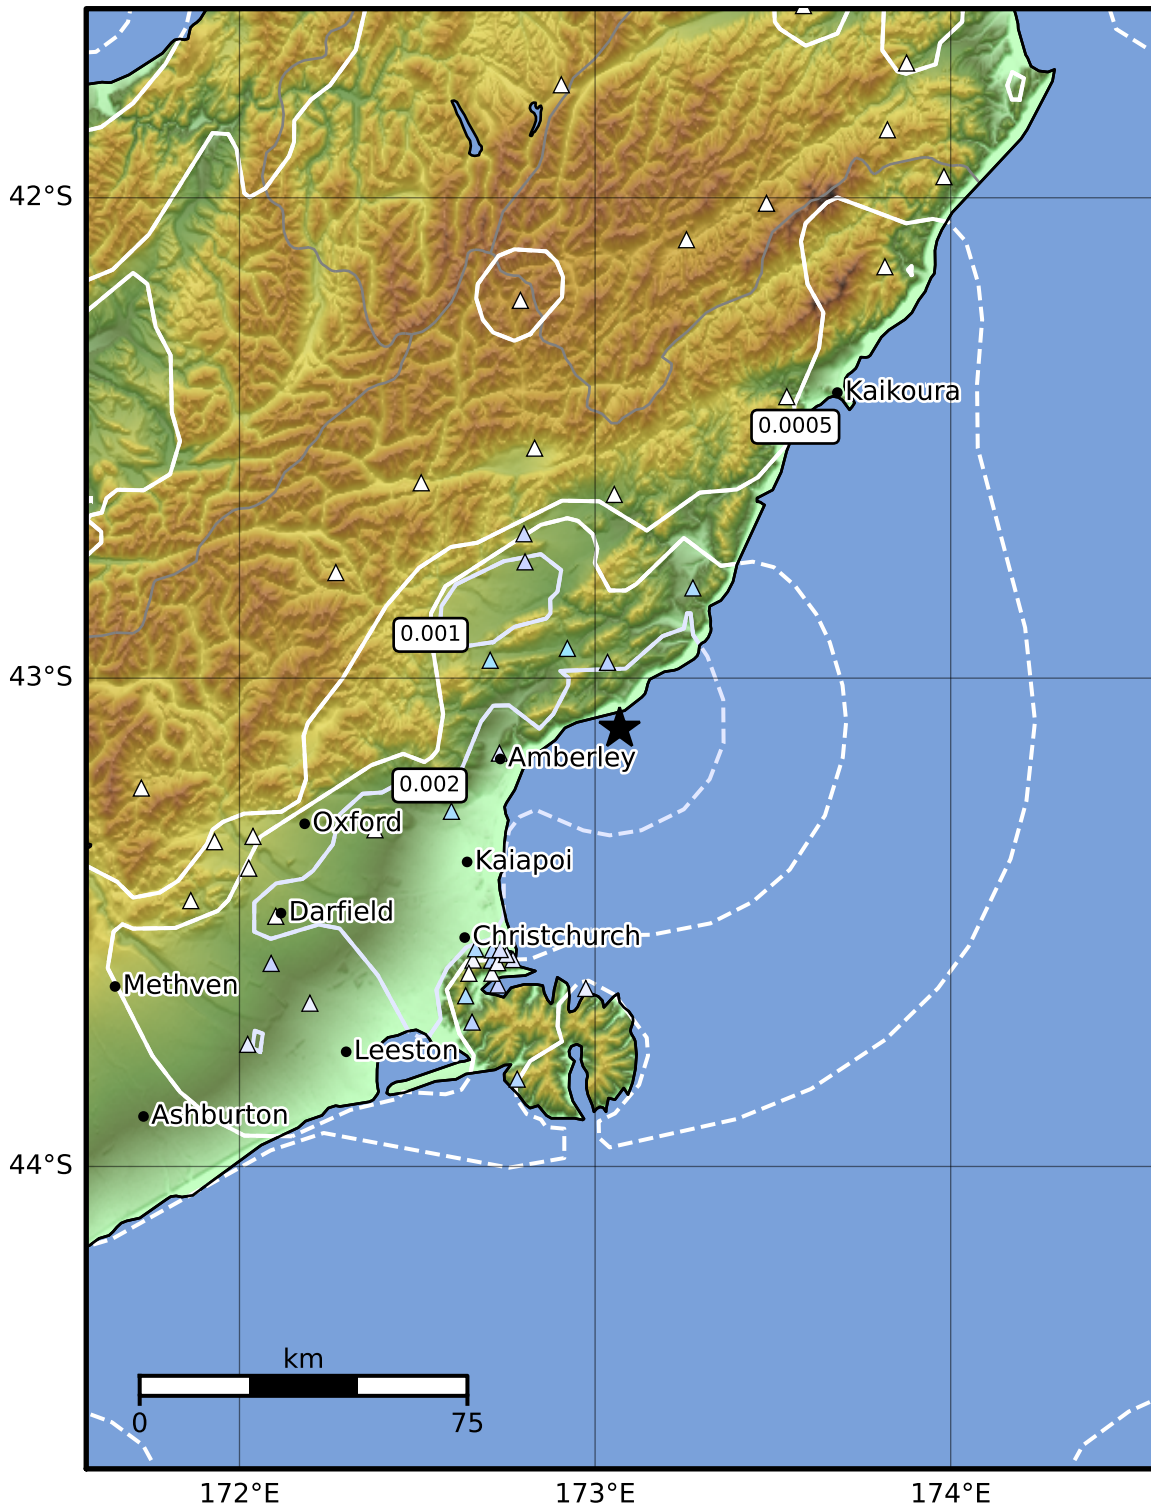 42°S
Kaikoura
0.0005
0.001
43°S
Amberley
0.002
Oxford
Kaiapoi
Darfield
Christchurch
Methven
Leeston
Ashburton
44°S
km
0 75
172°E 173°E 174°E